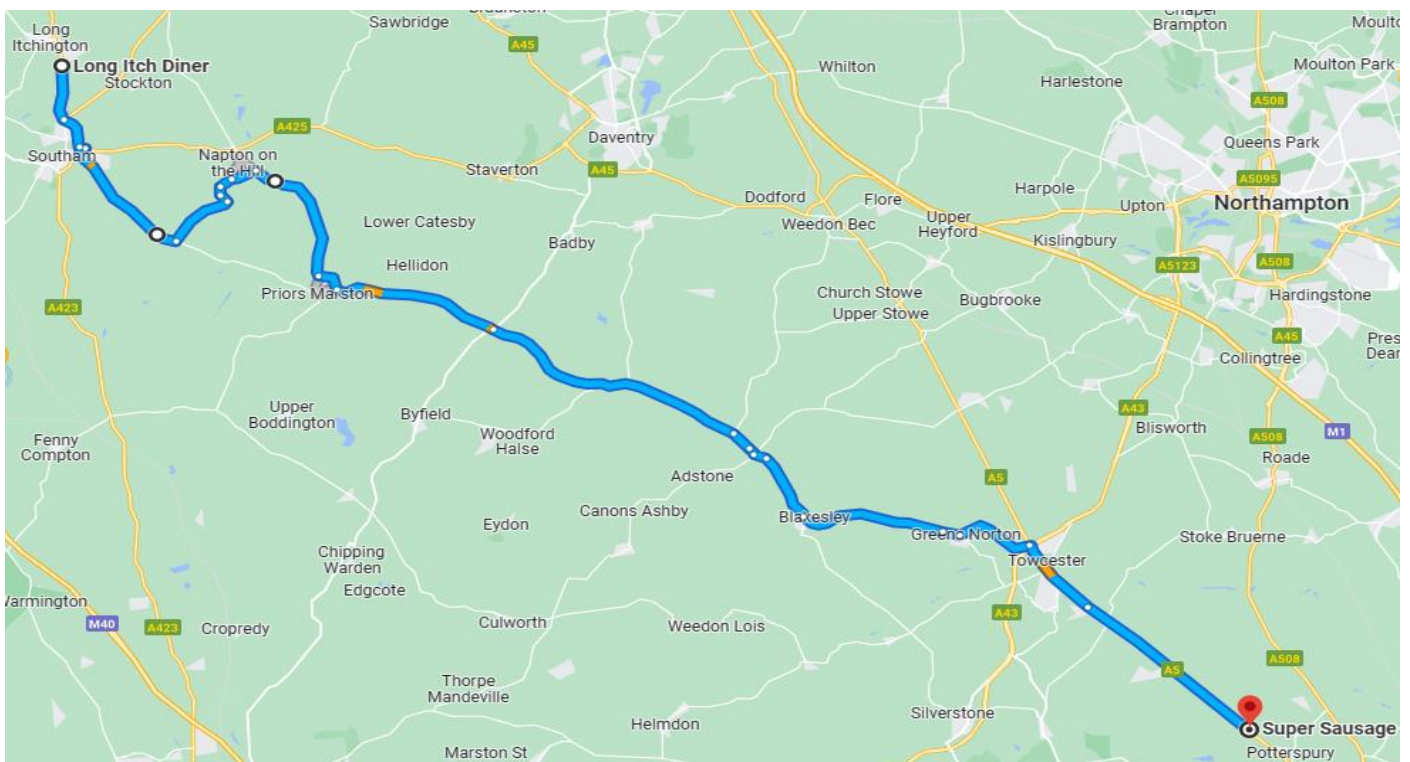 Long
Itchington
Sawbridge
Braunston
Chapel
Brampton
Moulto
Long Itch Diner
Stockton
A45
Whilton
Harlestone
Moulton Park
A508
A425
Daventry
Queens Park
Southam
Napton on
the Hill
Staverton
A45
A5095
Dodford
Flore
Harpole
Upton
Northampton
Lower Catesby
Badby
Weedon Bec
Upper
Heyford
Kislingbury
Hellidon
A5123
A508
Priors Marston
Church Stowe
Upper Stowe
Bugbrooke
Hardingstone
A423
A45
Pres
Dear
Collingtree
Upper
Boddington
Byfield
A43
Fenny
Compton
Woodford
Halse
Blisworth
A508
M1
Roade
Adstone
A5
Canons Ashby
Blakesley
Eydon
Greens Norton
Stoke Bruerne
Chipping
Warden
Towcester
Edgcote
Warmington
M40
A423
Cropredy
Culworth
Weedon Lois
A43
A508
A5
Thorpe
Mandeville
Silverstone
Helmdon
Super Sausage
Marston St
Potterspury